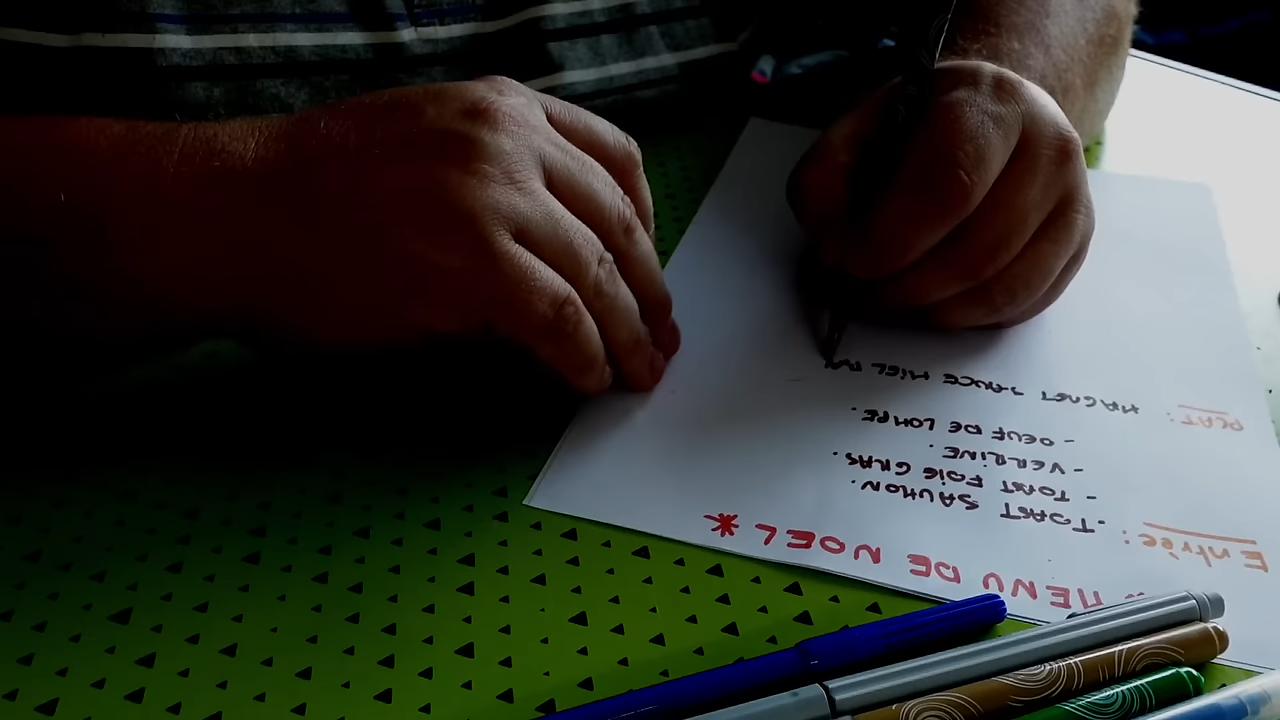 * MENU DE NOEL *
Entrée : - TOAST SAUMON.
- TOAST FOIE GRAS.
- VERRINE.
- OEUF DE LOMPE.
PLAT : MAGRET SAUCE MIEL